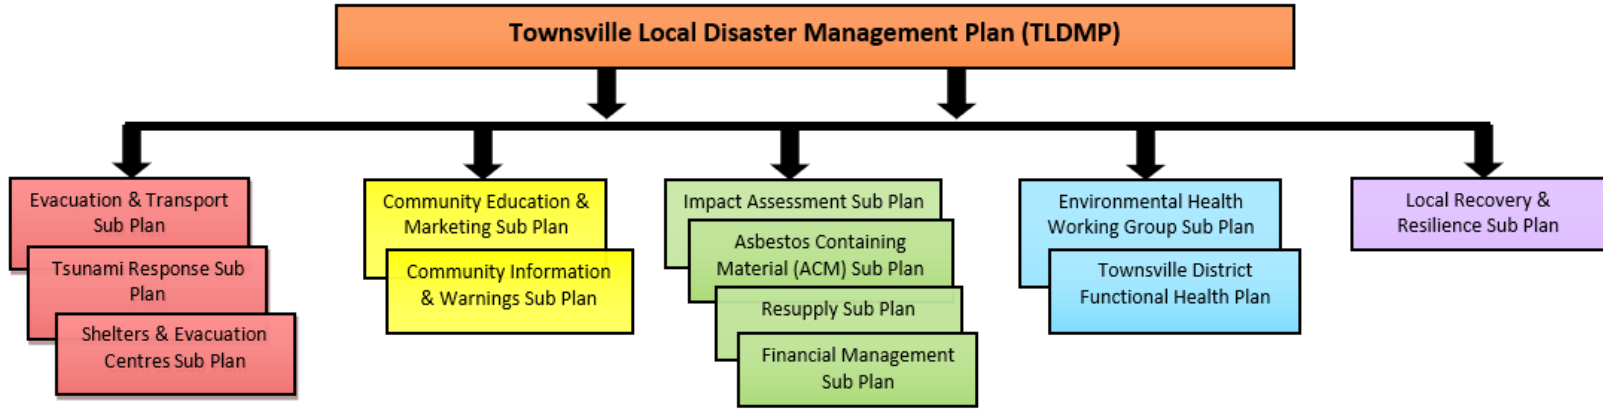 Townsville Local Disaster Management Plan (TLDMP)
Evacuation & Transport
Sub Plan
Tsunami Response Sub
Plan
Shelters & Evacuation
Centres Sub Plan
Community Education &
Marketing Sub Plan
Community Information
& Warnings Sub Plan
Impact Assessment Sub Plan
Asbestos Containing
Material (ACM) Sub Plan
Resupply Sub Plan
Financial Management
Sub Plan
Environmental Health
Working Group Sub Plan
Townsville District
Functional Health Plan
Local Recovery &
Resilience Sub Plan